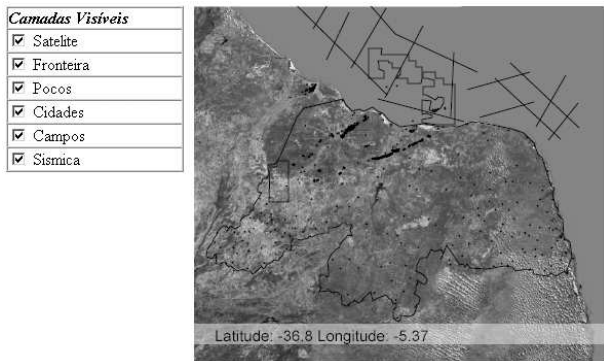 Camadas Visíveis
Satelite
Fronteira
Pocos
Cidades
Campos
Sismica
Latitude: -36.8 Longitude: -5.37